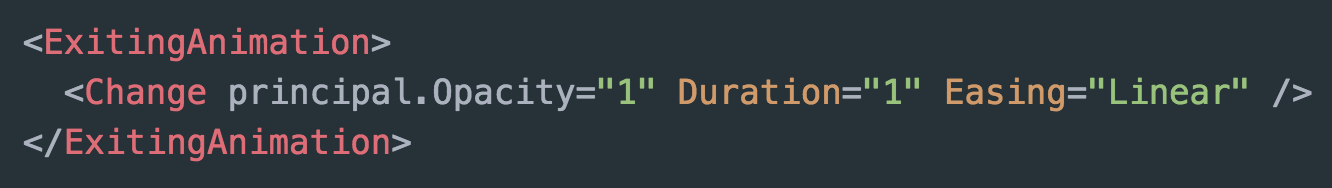 <ExitingAnimation>
<Change principal.Opacity="1" Duration="1" Easing="Linear" />
</ExitingAnimation>